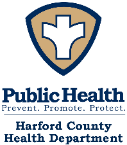 Public Health
Prevent. Promote. Protect.
Harford County
Health Department